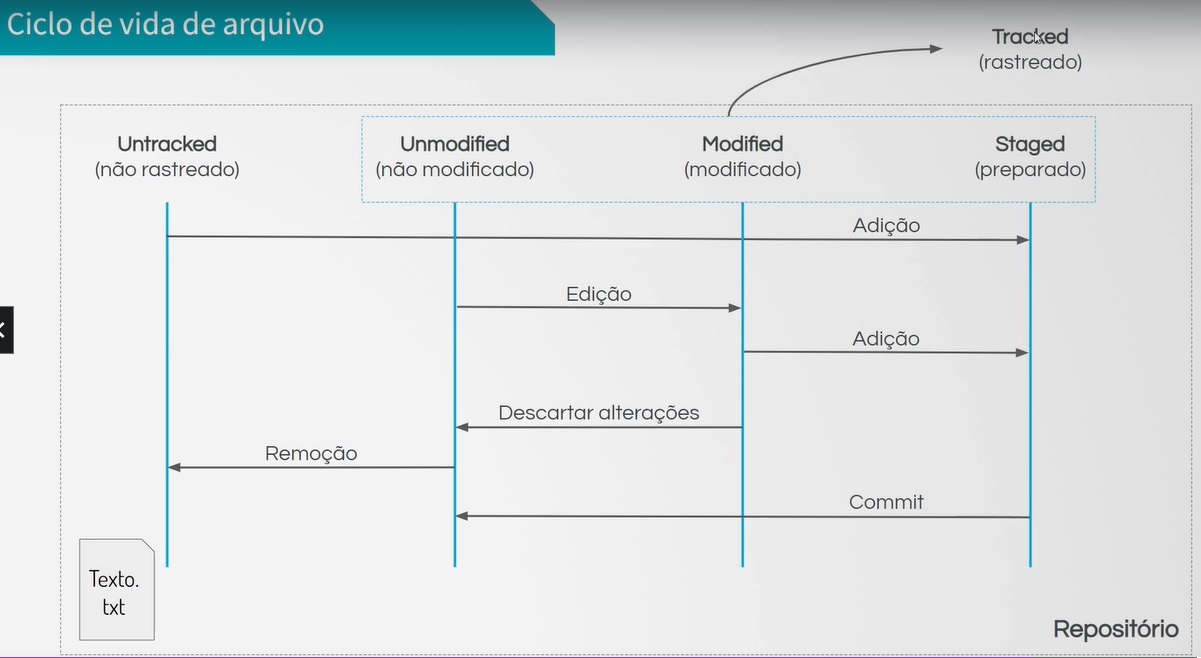 Ciclo de vida de arquivo
Tracked
(rastreado)
Untracked
(não rastreado)
Unmodified
(não modificado)
Modified
(modificado)
Staged
(preparado)
Adição
Edição
Adição
Descartar alterações
Remoção
Commit
Texto.
txt
Repositório